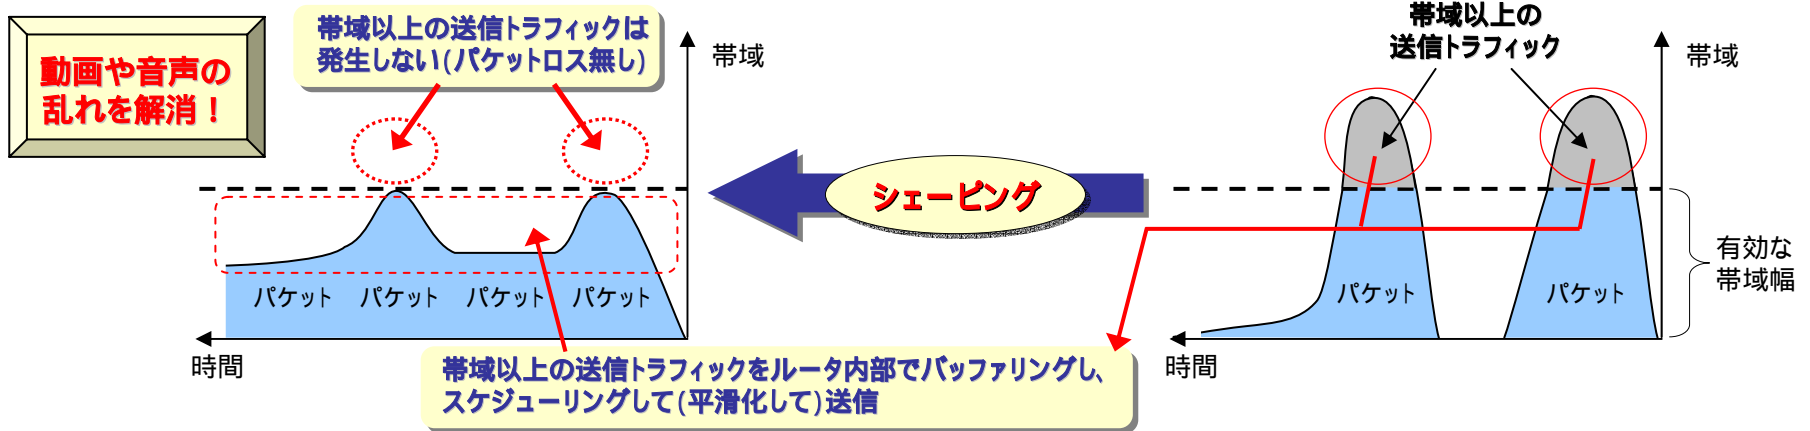 動画や音声の
乱れを解消！
帯域以上の送信トラフィックは
発生しない(パケットロス無し)
帯域
パケット パケット パケット パケット
時間
シェーピング
帯域以上の
送信トラフィック
帯域
有効な
帯域幅
パケット パケット
時間
帯域以上の送信トラフィックをルータ内部でバッファリングし、
スケジューリングして(平滑化して)送信